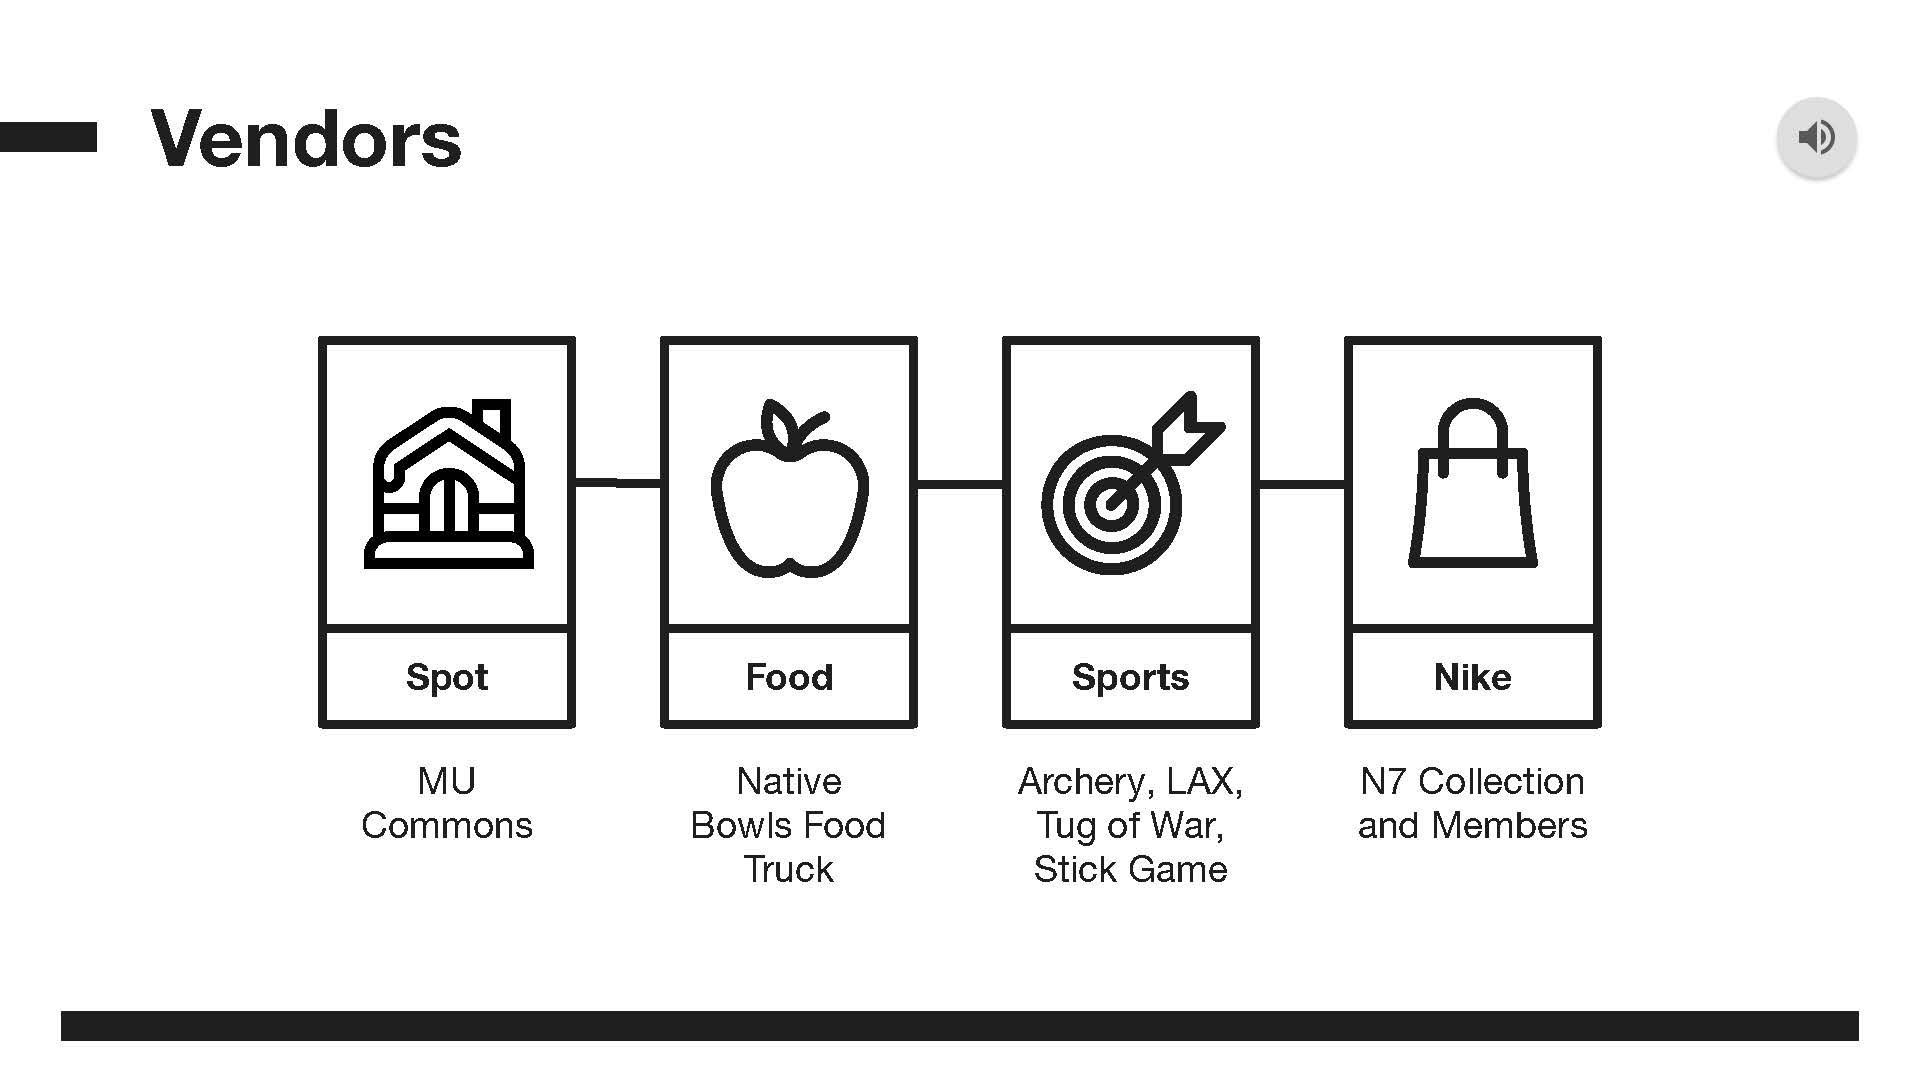 Vendors
Spot
Food
Sports
Nike
MU
Commons
Native
Bowls Food
Truck
Archery, LAX,
Tug of War,
Stick Game
N7 Collection
and Members